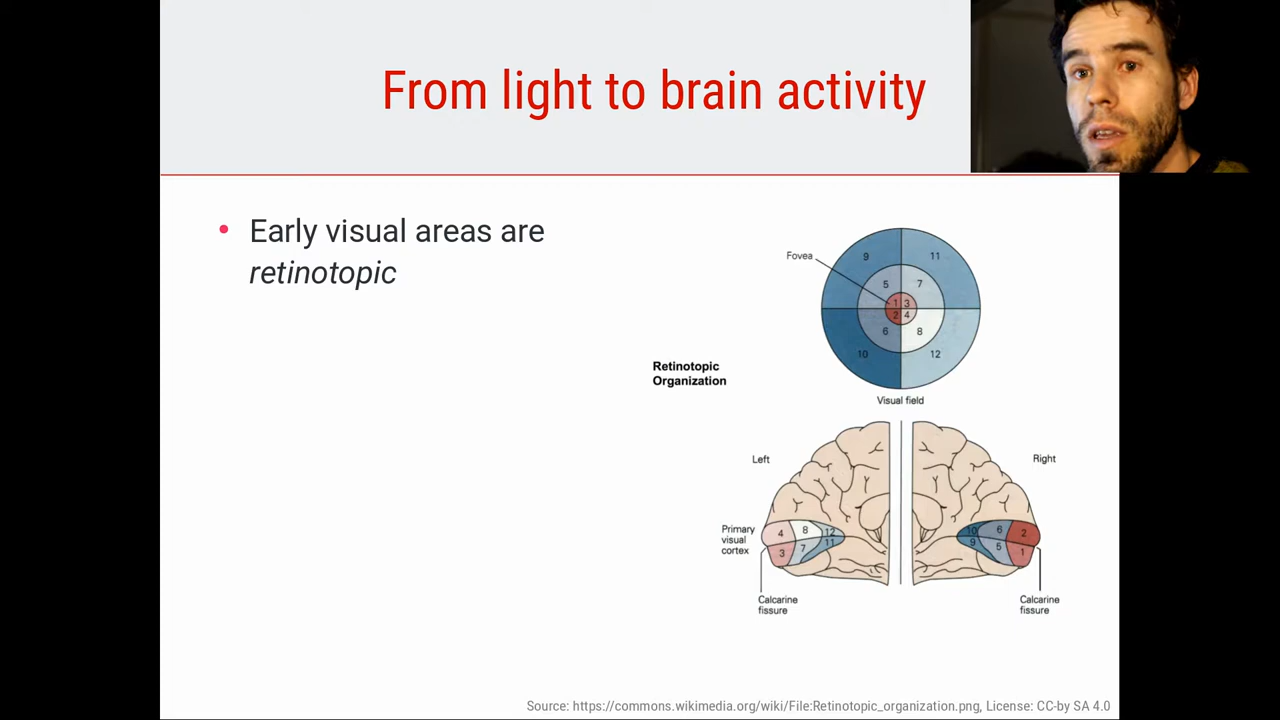 From light to brain activity
• Early visual areas are
retinotopic
Fovea
9
11
5
7
1
3
2
4
6
8
10
12
Retinotopic
Organization
Visual field
Left
Right
Primary
visual
cortex
4
8
12
3
7
11
10
6
2
9
5
1
Calcarine
fissure
Calcarine
fissure
Source: https://commons.wikimedia.org/wiki/File:Retinotopic_organization.png, License: CC-by SA 4.0